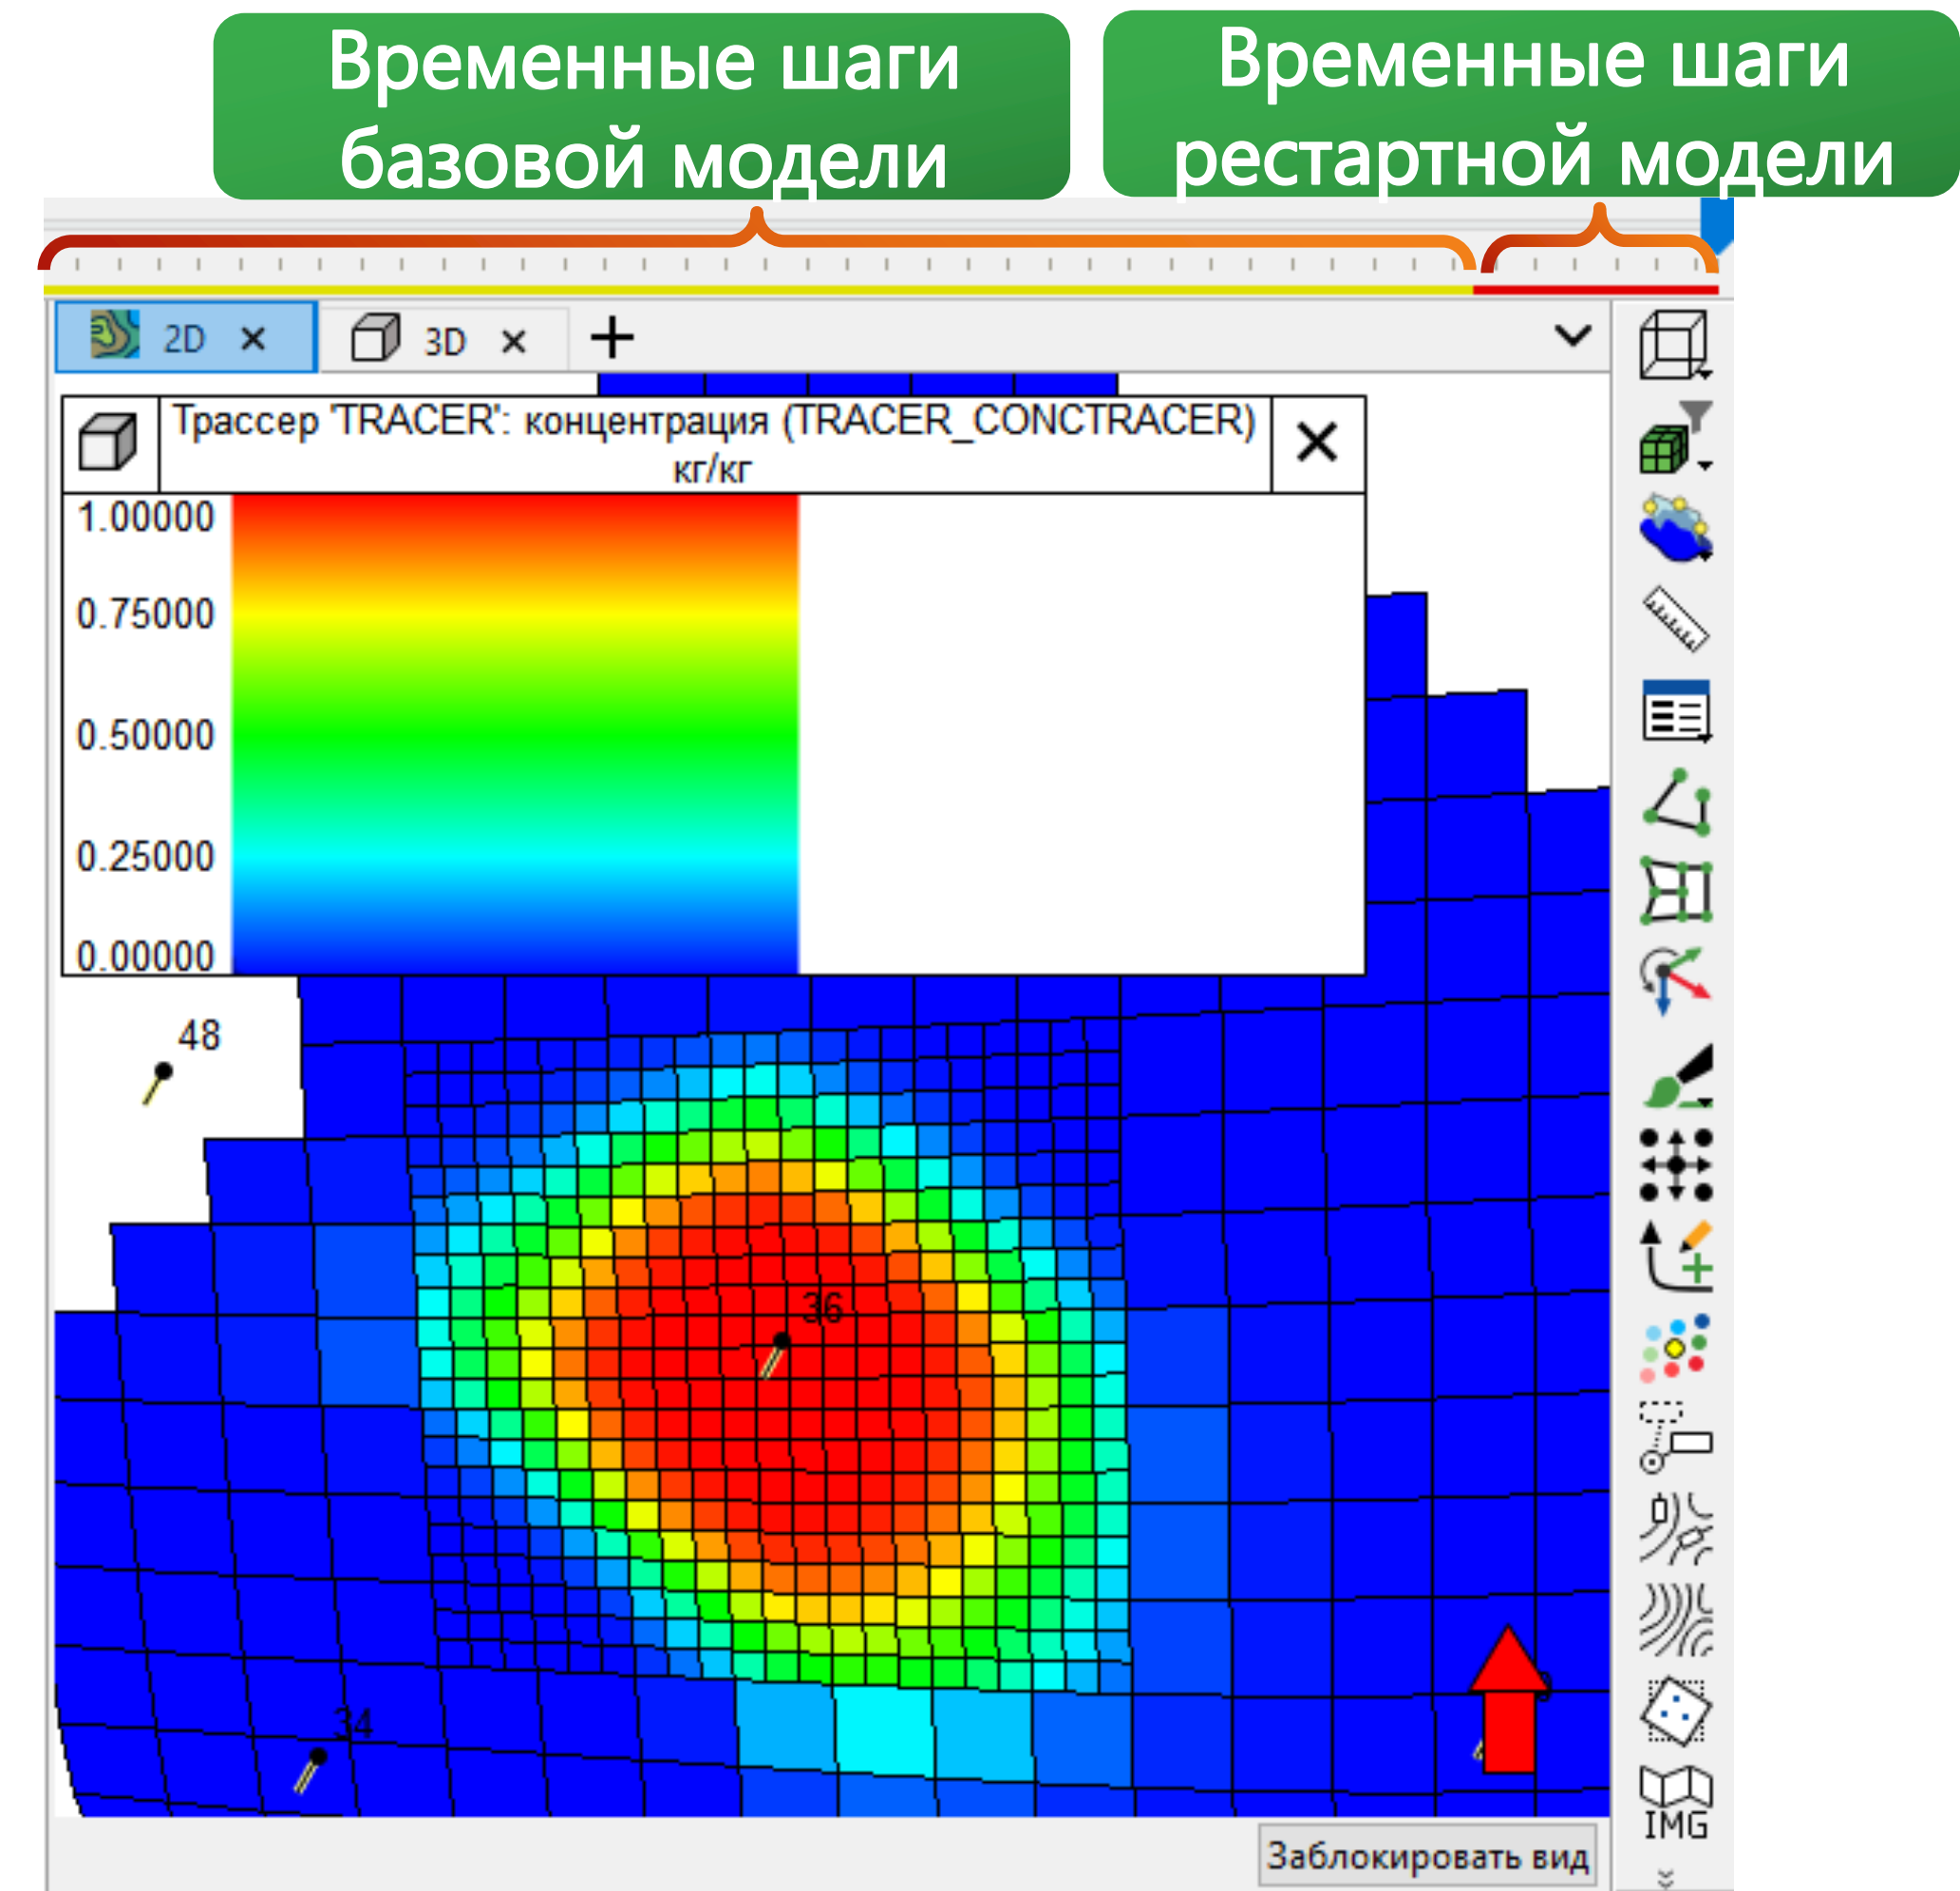 Временные шаги
базовой модели
Временные шаги
рестартной модели
2D
3D
Трассер 'TRACER': концентрация (TRACER_CONCTRACER)
кг/кг
1.00000
0.75000
0.50000
0.25000
0.00000
48
36
34
IMG
Заблокировать вид